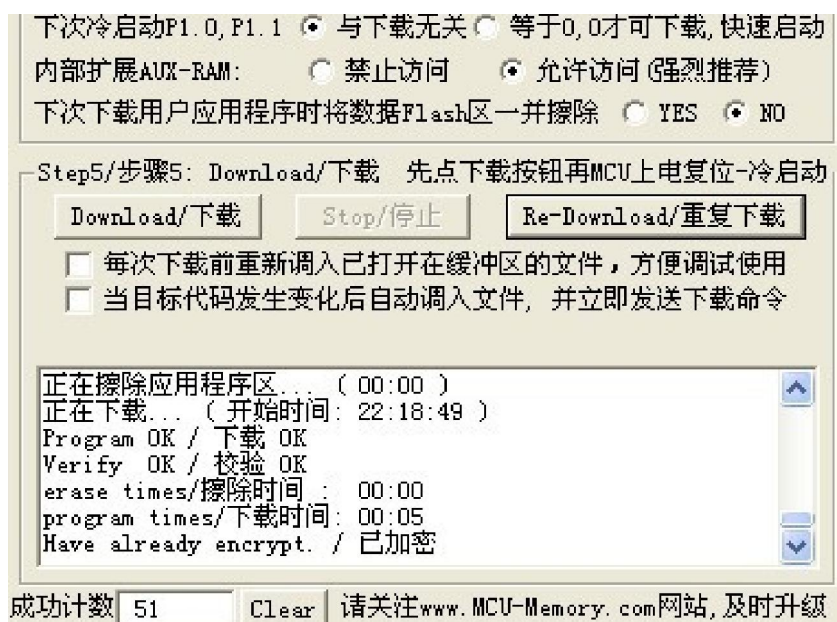 下次冷启动P1.0,P1.1 与下载无关 等于0,0才可下载,快速启动
内部扩展AUX-RAM: 禁止访问 允许访问(强烈推荐)
下次下载用户应用程序时将数据Flash区一并擦除 YES NO
Step5/步骤5: Download/下载 先点下载按钮再MCU上电复位-冷启动
Download/下载 Stop/停止 Re-Download/重复下载
每次下载前重新调入已打开在缓冲区的文件，方便调试使用
当目标代码发生变化后自动调入文件, 并立即发送下载命令
正在擦除应用程序区... ( 00:00 )
正在下载... ( 开始时间: 22:18:49 )
Program OK / 下载 OK
Verify OK / 校验 OK
erase times/擦除时间 : 00:00
program times/下载时间: 00:05
Have already encrypt. / 已加密
成功计数 51 Clear 请关注www.MCU-Memory.com网站,及时升级